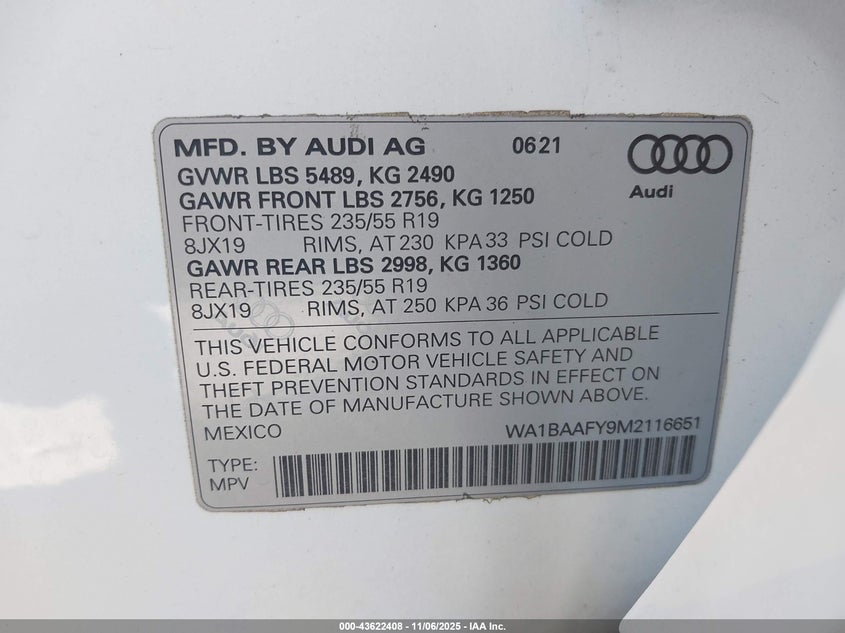 MFD. BY AUDI AG 0621
GVWR LBS 5489, KG 2490
GAWR FRONT LBS 2756, KG 1250
Audi
FRONT-TIRES 235/55 R19
8JX19 RIMS, AT 230 KPA 33 PSI COLD
GAWR REAR LBS 2998, KG 1360
REAR-TIRES 235/55 R19
8JX19 RIMS, AT 250 KPA 36 PSI COLD
THIS VEHICLE CONFORMS TO ALL APPLICABLE
U.S. FEDERAL MOTOR VEHICLE SAFETY AND
THEFT PREVENTION STANDARDS IN EFFECT ON
THE DATE OF MANUFACTURE SHOWN ABOVE.
MEXICO WA1BAAFY9M2116651
TYPE:
MPV
000-43622408 - 11/06/2025 - IAA Inc.